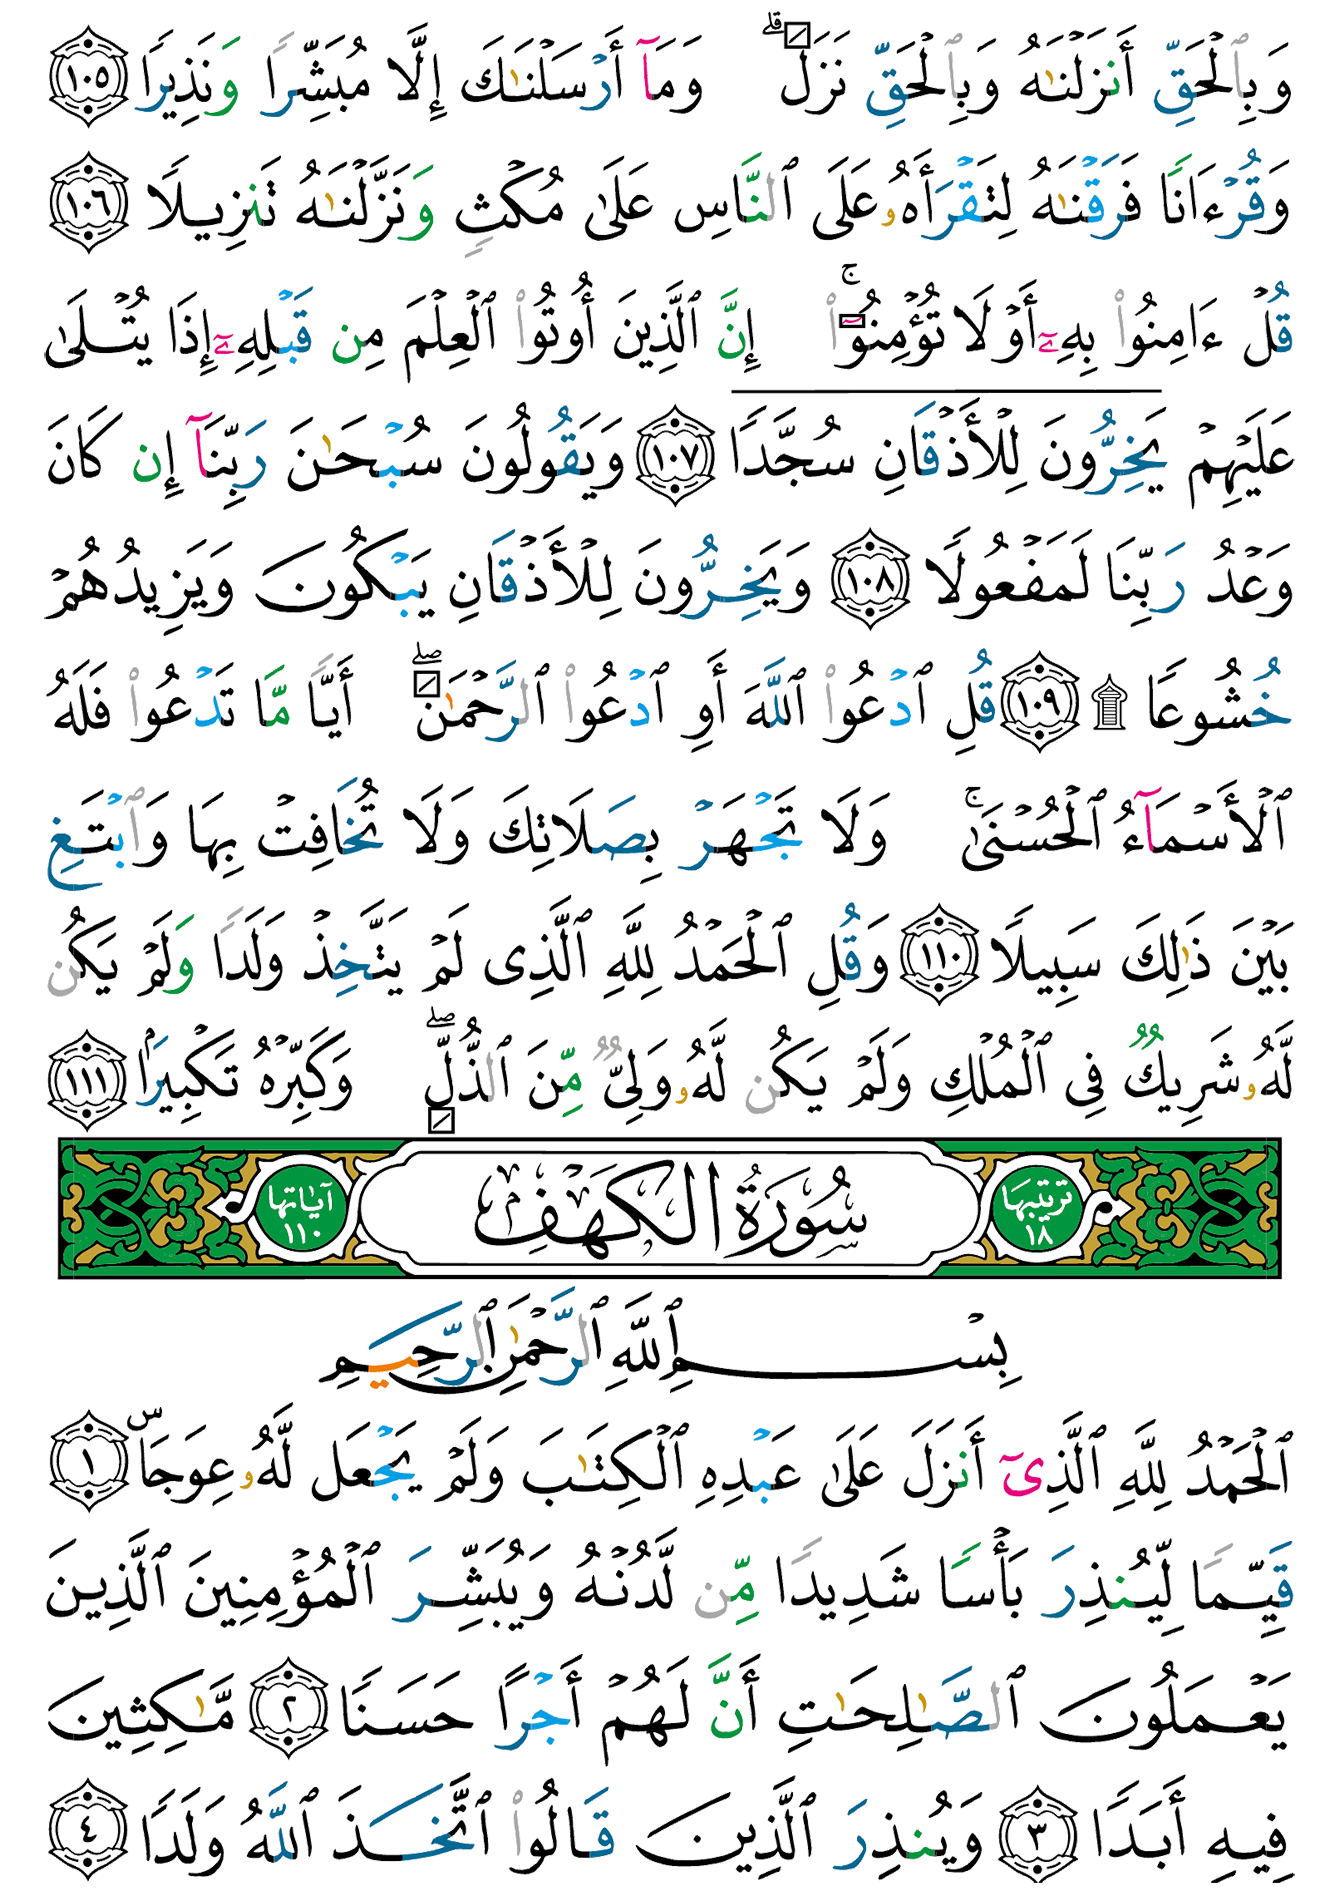 وَبِٱلْحَقِّ أَنزَلْنَٰهُ وَبِٱلْحَقِّ نَزَلَ ۗ وَمَآ أَرْسَلْنَٰكَ إِلَّا مُبَشِّرًا وَنَذِيرًا ١٠٥
وَقُرْءَانًا فَرَقْنَٰهُ لِتَقْرَأَهُۥ عَلَى ٱلنَّاسِ عَلَىٰ مُكْثٍ وَنَزَّلْنَٰهُ تَنزِيلًا ١٠٦
قُلْ ءَامِنُوا۟ بِهِۦٓ أَوْ لَا تُؤْمِنُوٓا۟ ۚ إِنَّ ٱلَّذِينَ أُوتُوا۟ ٱلْعِلْمَ مِن قَبْلِهِۦٓ إِذَا يُتْلَىٰ
عَلَيْهِمْ يَخِرُّونَ لِلْأَذْقَانِ سُجَّدًا ١٠٧ وَيَقُولُونَ سُبْحَٰنَ رَبِّنَآ إِن كَانَ
وَعْدُ رَبِّنَا لَمَفْعُولًا ١٠٨ وَيَخِرُّونَ لِلْأَذْقَانِ يَبْكُونَ وَيَزِيدُهُمْ
خُشُوعًا ۩ ١٠٩ قُلِ ٱدْعُوا۟ ٱللَّهَ أَوِ ٱدْعُوا۟ ٱلرَّحْمَٰنَ ۖ أَيًّا مَّا تَدْعُوا۟ فَلَهُ
ٱلْأَسْمَآءُ ٱلْحُسْنَىٰ ۚ وَلَا تَجْهَرْ بِصَلَاتِكَ وَلَا تُخَافِتْ بِهَا وَٱبْتَغِ
بَيْنَ ذَٰلِكَ سَبِيلًا ١١٠ وَقُلِ ٱلْحَمْدُ لِلَّهِ ٱلَّذِى لَمْ يَتَّخِذْ وَلَدًا وَلَمْ يَكُن
لَّهُۥ شَرِيكٌ فِى ٱلْمُلْكِ وَلَمْ يَكُن لَّهُۥ وَلِىٌّ مِّنَ ٱلذُّلِّ ۖ وَكَبِّرْهُ تَكْبِيرًۢا ١١١
تَرتيبُهَا ١٨ سُورَةُ الكَهْفِ آيَاتُهَا ١١٠
بِسْمِ ٱللَّهِ ٱلرَّحْمَٰنِ ٱلرَّحِيمِ
ٱلْحَمْدُ لِلَّهِ ٱلَّذِىٓ أَنزَلَ عَلَىٰ عَبْدِهِ ٱلْكِتَٰبَ وَلَمْ يَجْعَل لَّهُۥ عِوَجَاۜ ١
قَيِّمًا لِّيُنذِرَ بَأْسًا شَدِيدًا مِّن لَّدُنْهُ وَيُبَشِّرَ ٱلْمُؤْمِنِينَ ٱلَّذِينَ
يَعْمَلُونَ ٱلصَّٰلِحَٰتِ أَنَّ لَهُمْ أَجْرًا حَسَنًا ٢ مَّٰكِثِينَ
فِيهِ أَبَدًا ٣ وَيُنذِرَ ٱلَّذِينَ قَالُوا۟ ٱتَّخَذَ ٱللَّهُ وَلَدًا ٤